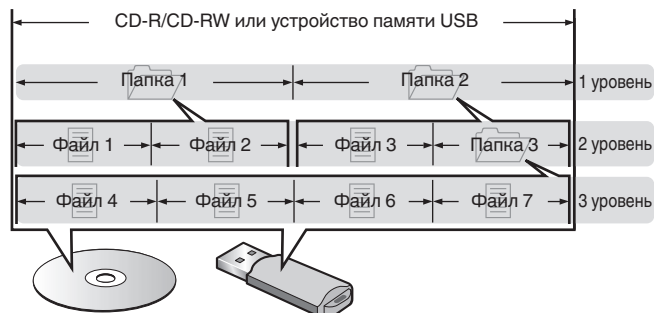 CD-R/CD-RW или устройство памяти USB
Папка 1 Папка 2 1 уровень
Файл 1 Файл 2 Файл 3 Папка 3 2 уровень
Файл 4 Файл 5 Файл 6 Файл 7 3 уровень